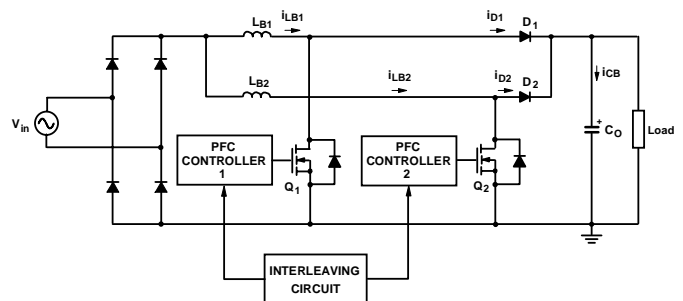 LB1
iLB1
iD1
D1
LB2
iLB2
iD2
D2
iCB
Vin
+
CO
Load
PFC
CONTROLLER
1
Q1
PFC
CONTROLLER
2
Q2
INTERLEAVING
CIRCUIT